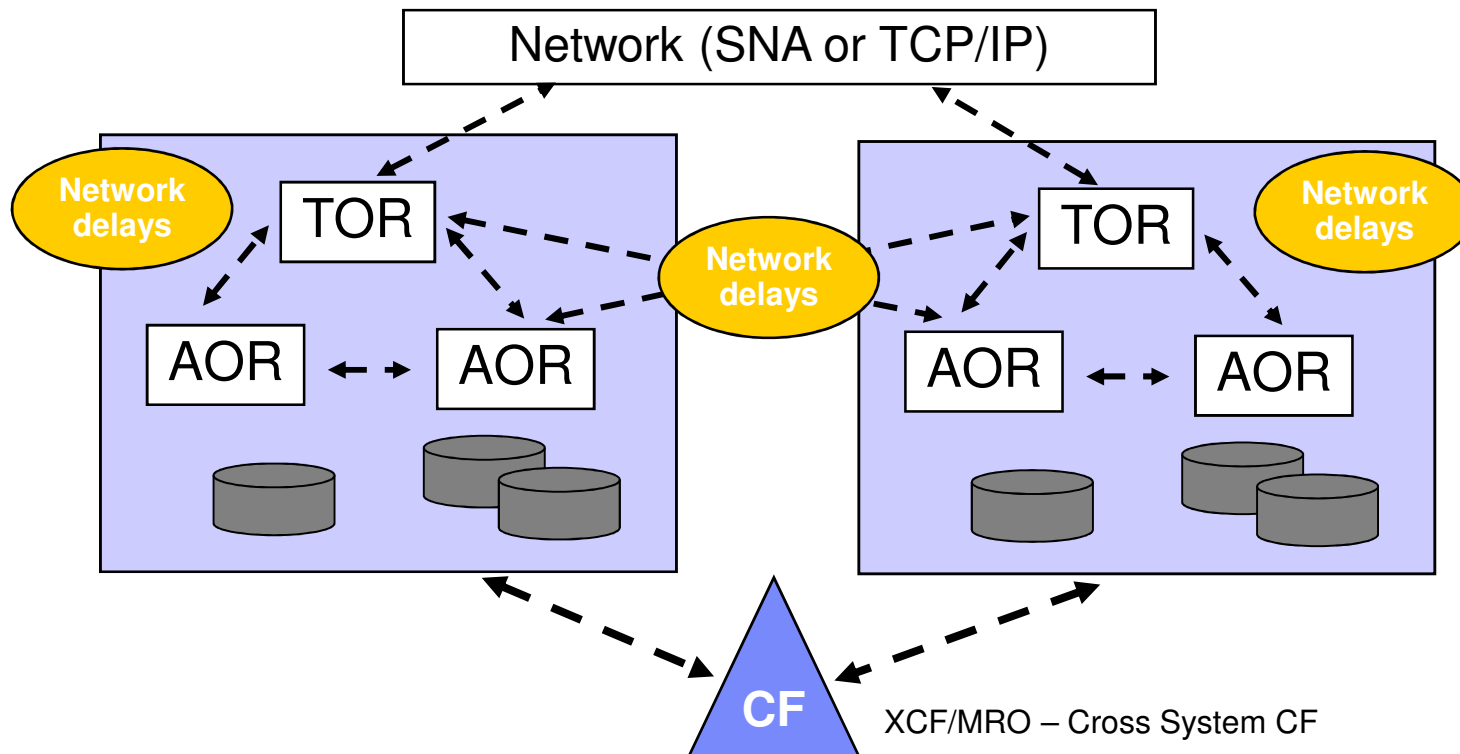 Network (SNA or TCP/IP)
Network
delays
TOR
Network
delays
TOR
Network
delays
AOR
AOR
AOR
AOR
CF
XCF/MRO – Cross System CF